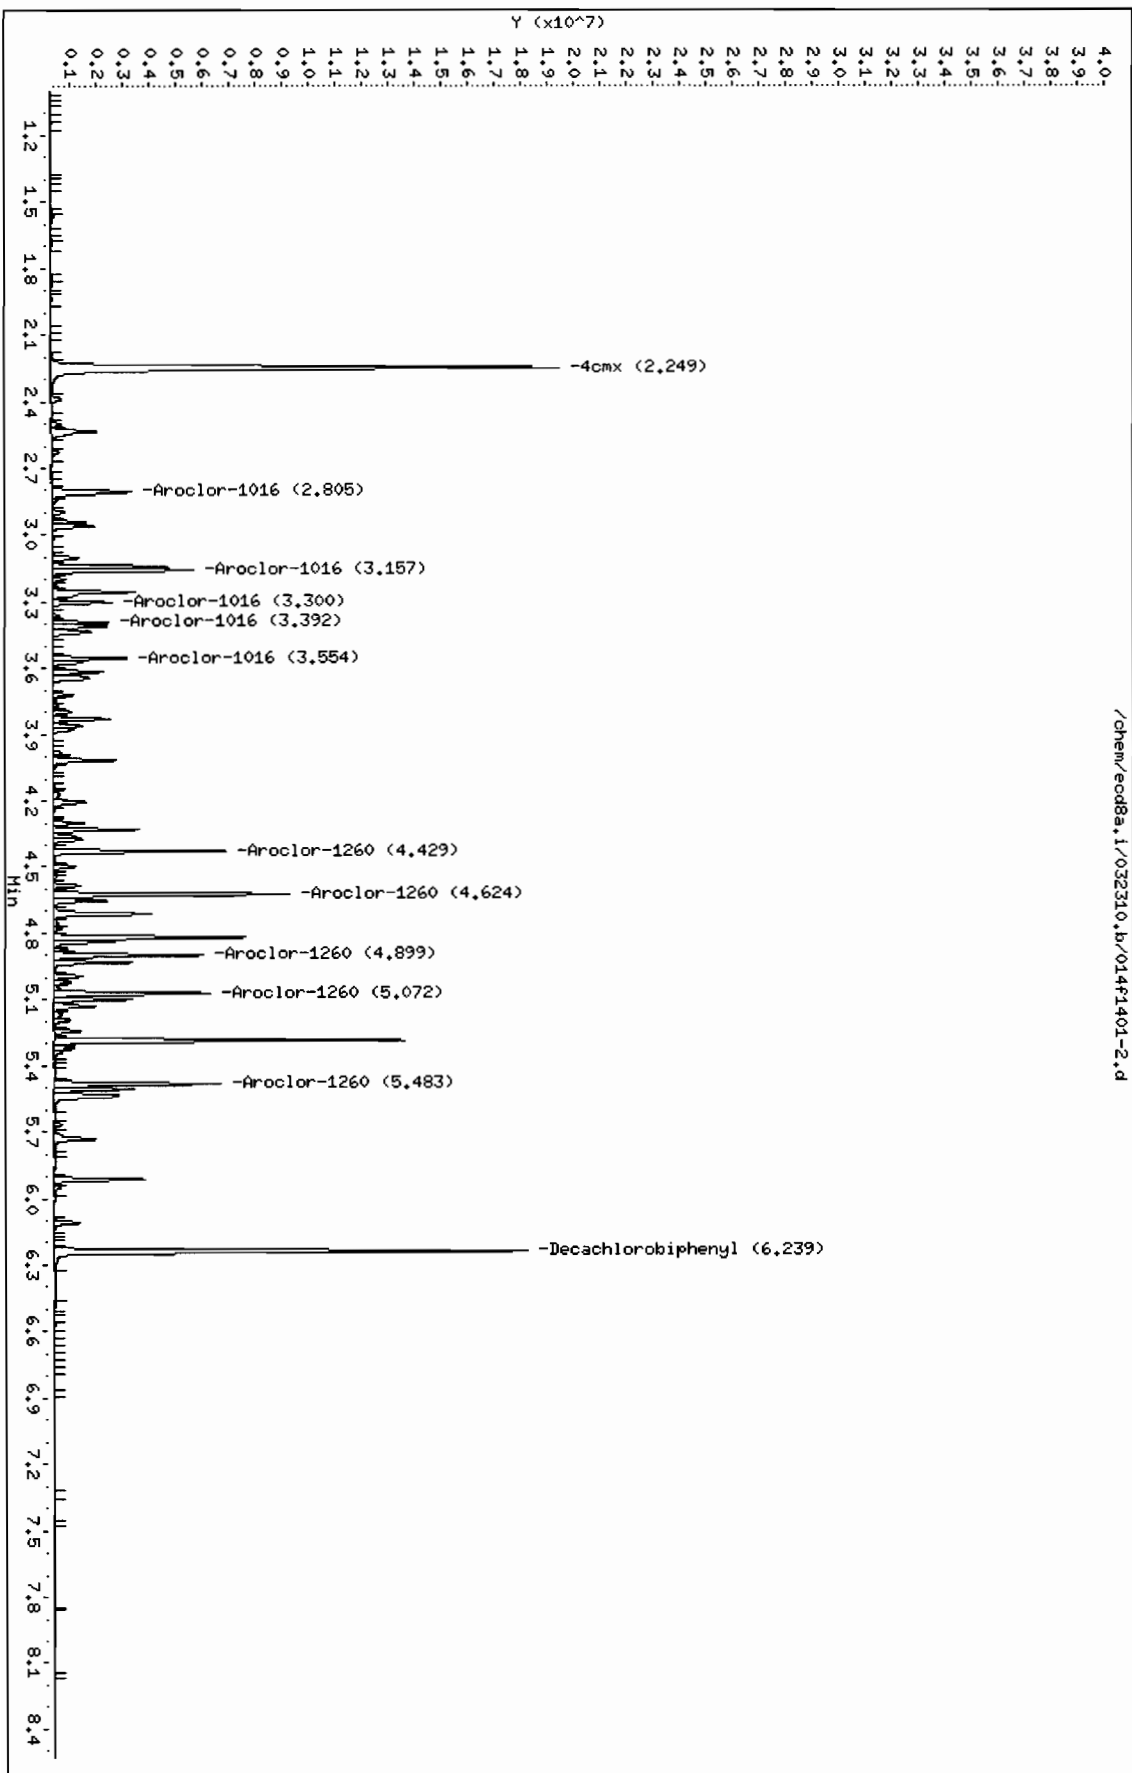 /chem/ecd8a.i/032310.b/014f1401-2.d
Y (x10^7)
4.0
3.9
3.8
3.7
3.6
3.5
3.4
3.3
3.2
3.1
3.0
2.9
2.8
2.7
2.6
2.5
2.4
2.3
2.2
2.1
2.0
1.9
1.8
1.7
1.6
1.5
1.4
1.3
1.2
1.1
1.0
0.9
0.8
0.7
0.6
0.5
0.4
0.3
0.2
0.1
-4cmx (2.249)
-Aroclor-1016 (2.805)
-Aroclor-1016 (3.157)
-Aroclor-1016 (3.300)
-Aroclor-1016 (3.392)
-Aroclor-1016 (3.554)
-Aroclor-1260 (4.429)
-Aroclor-1260 (4.624)
-Aroclor-1260 (4.899)
-Aroclor-1260 (5.072)
-Aroclor-1260 (5.483)
-Decachlorobiphenyl (6.239)
1.2 1.5 1.8 2.1 2.4 2.7 3.0 3.3 3.6 3.9 4.2 4.5 4.8 5.1 5.4 5.7 6.0 6.3 6.6 6.9 7.2 7.5 7.8 8.1 8.4
Min